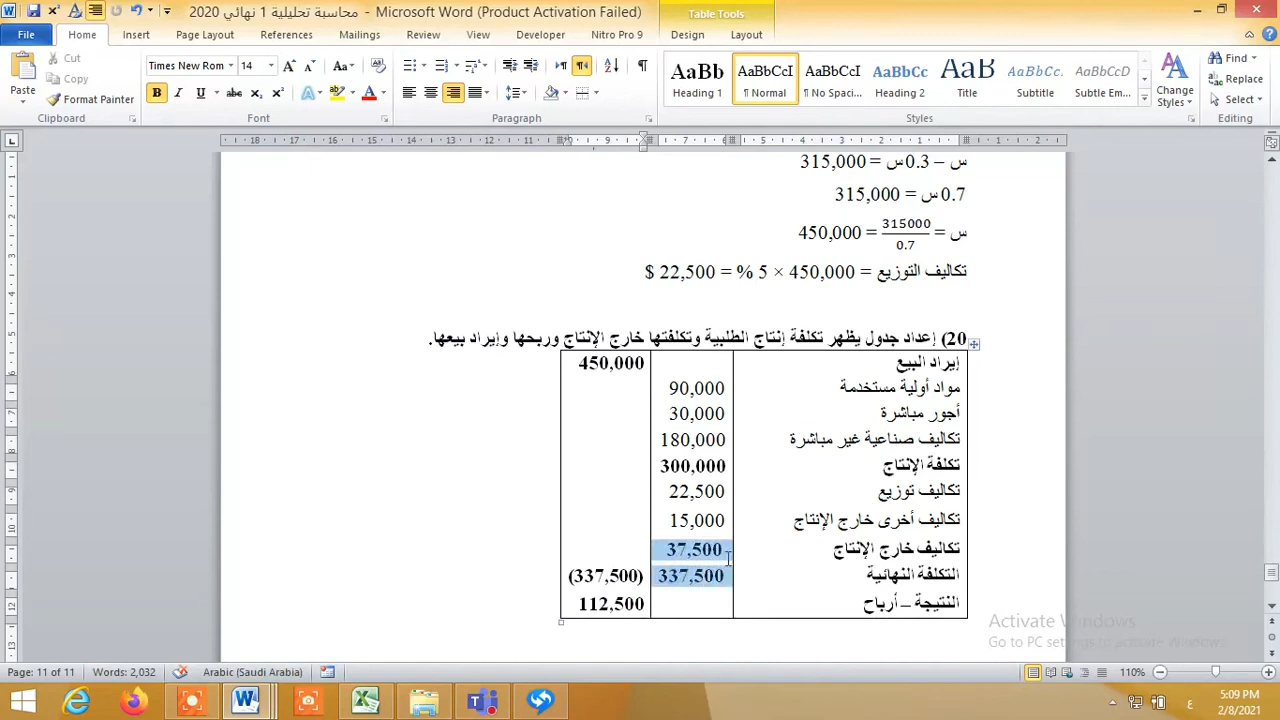 محاسبة تحليلية 1 نهائي 2020 - Microsoft Word (Product Activation Failed)
Table Tools
File Home Insert Page Layout References Mailings Review View Developer Nitro Pro 9 Design Layout
Paste
Cut
Copy
Format Painter
Clipboard
Times New Rom 14
Font
Paragraph
AaBb AaBbCcI AaBbCcI AaBbCc AaB AaBbCc. AaBbCcD
Heading 1 ¶ Normal ¶ No Spaci... Heading 2 Title Subtitle Subtle Em...
Styles
Change Styles
Find
Replace
Select
Editing
س – 0.3 س = 315,000
0.7 س = 315,000
س = 315000 / 0.7 = 450,000
تكاليف التوزيع = 450,000 × 5 % = 22,500 $
20) إعداد جدول يظهر تكلفة إنتاج الطلبية وتكلفتها خارج الإنتاج وربحها وإيراد بيعها.
إيراد البيع 450,000
مواد أولية مستخدمة 90,000
أجور مباشرة 30,000
تكاليف صناعية غير مباشرة 180,000
تكلفة الإنتاج 300,000
تكاليف توزيع 22,500
تكاليف أخرى خارج الإنتاج 15,000
تكاليف خارج الإنتاج 37,500
التكلفة النهائية 337,500 (337,500)
النتيجة – أرباح 112,500
Activate Windows
Go to PC settings to activate Windows.
Page: 11 of 11 Words: 2,032 Arabic (Saudi Arabia) 110%
5:09 PM
2/8/2021
ع